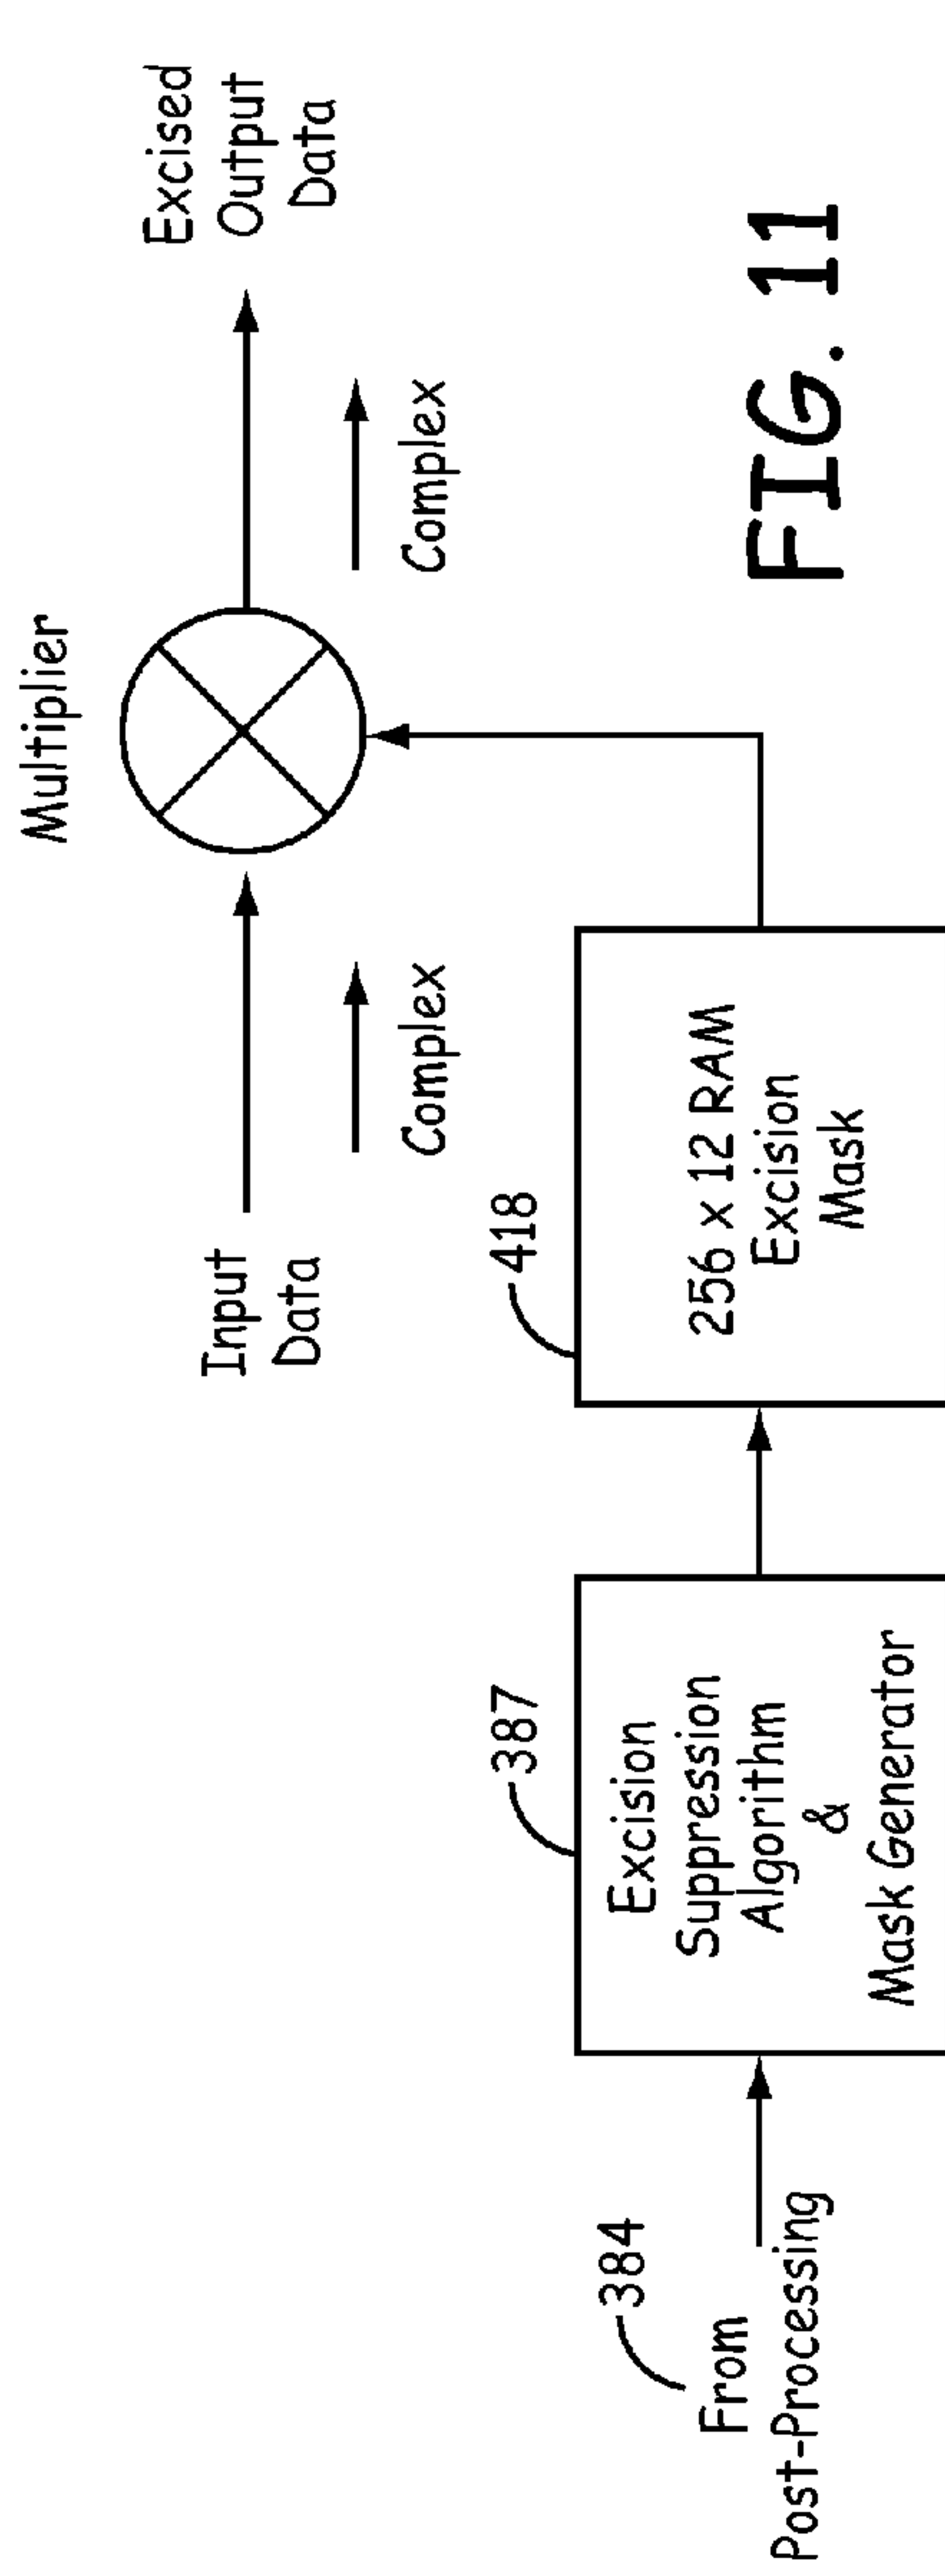 Multiplier
Input
Data
Excised
Output
Data
Complex
Complex
384
From
Post-Processing
387
Excision
Suppression
Algorithm
&
Mask Generator
418
256 x 12 RAM
Excision
Mask
FIG. 11